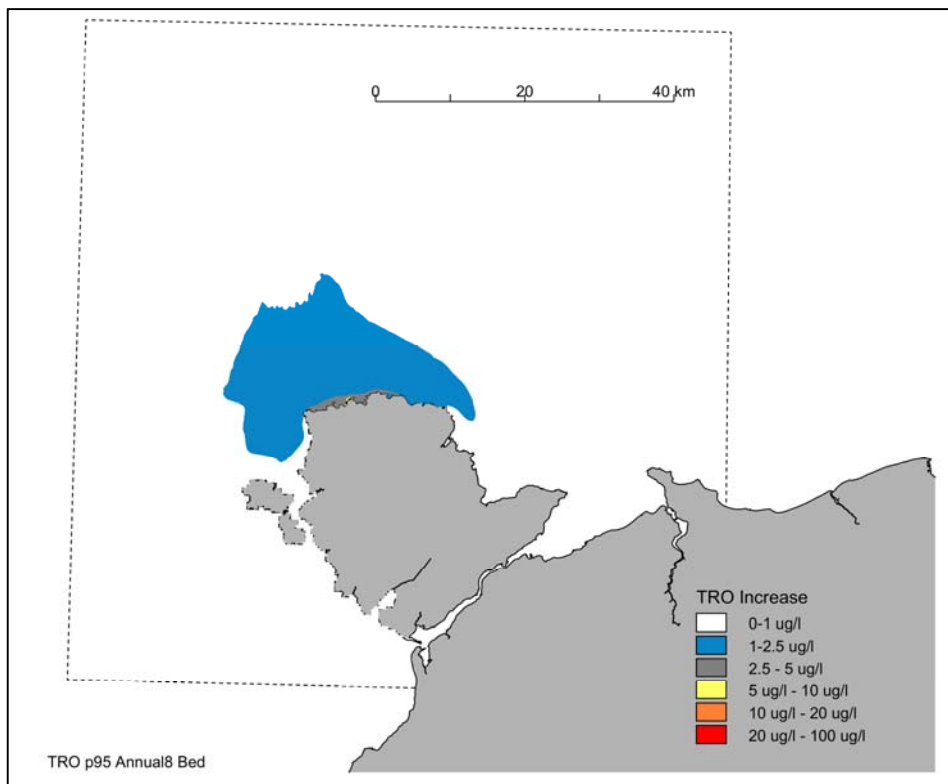 0 20 40 km
TRO Increase
0-1 ug/l
1-2.5 ug/l
2.5 - 5 ug/l
5 ug/l - 10 ug/l
10 ug/l - 20 ug/l
20 ug/l - 100 ug/l
TRO p95 Annual8 Bed